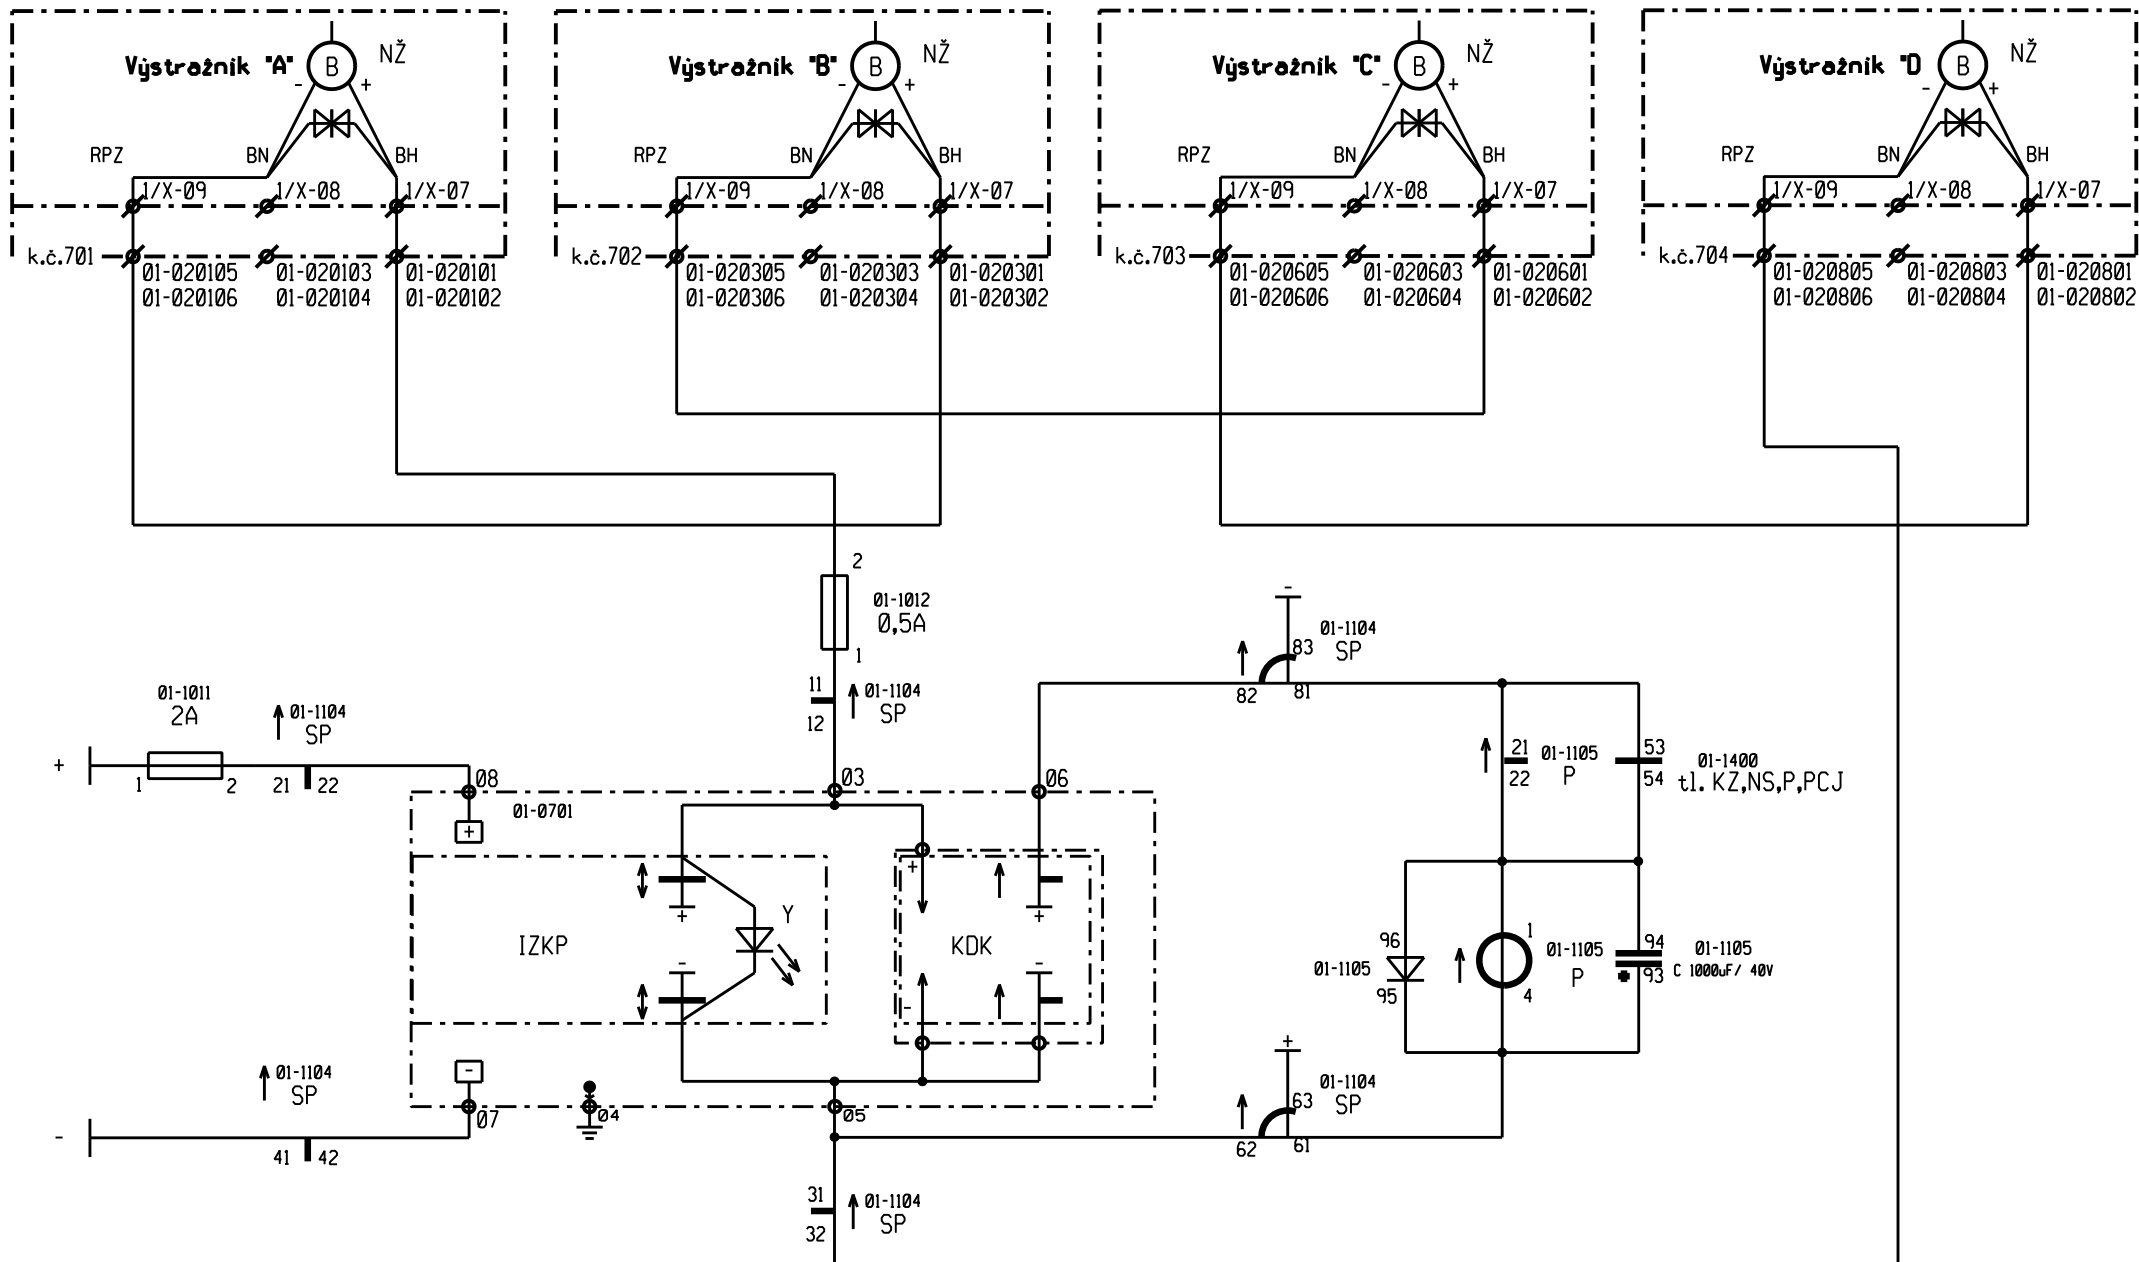 Výstražník "A"
B
NŽ
-
+
RPZ
BN
BH
1/X-09
1/X-08
1/X-07
k.č.701
01-020105
01-020103
01-020101
01-020106
01-020104
01-020102
Výstražník "B"
B
NŽ
-
+
RPZ
BN
BH
1/X-09
1/X-08
1/X-07
k.č.702
01-020305
01-020303
01-020301
01-020306
01-020304
01-020302
Výstražník "C"
B
NŽ
-
+
RPZ
BN
BH
1/X-09
1/X-08
1/X-07
k.č.703
01-020605
01-020603
01-020601
01-020606
01-020604
01-020602
Výstražník "D
B
NŽ
-
+
RPZ
BN
BH
1/X-09
1/X-08
1/X-07
k.č.704
01-020805
01-020803
01-020801
01-020806
01-020804
01-020802
2
01-1012
0,5A
1
11
01-1104
SP
12
01-1011
2A
01-1104
SP
+
1
2
21
22
08
03
06
01-0701
+
+
+
+
Y
IZKP
KDK
-
-
-
-
07
04
05
01-1104
SP
-
41
42
31
01-1104
SP
32
-
01-1104
83
SP
82
81
21
01-1105
22
P
53
01-1400
54
tl. KZ,NS,P,PCJ
96
01-1105
95
1
01-1105
P
4
94
01-1105
93
C 1000uF/ 40V
+
01-1104
63
SP
62
61